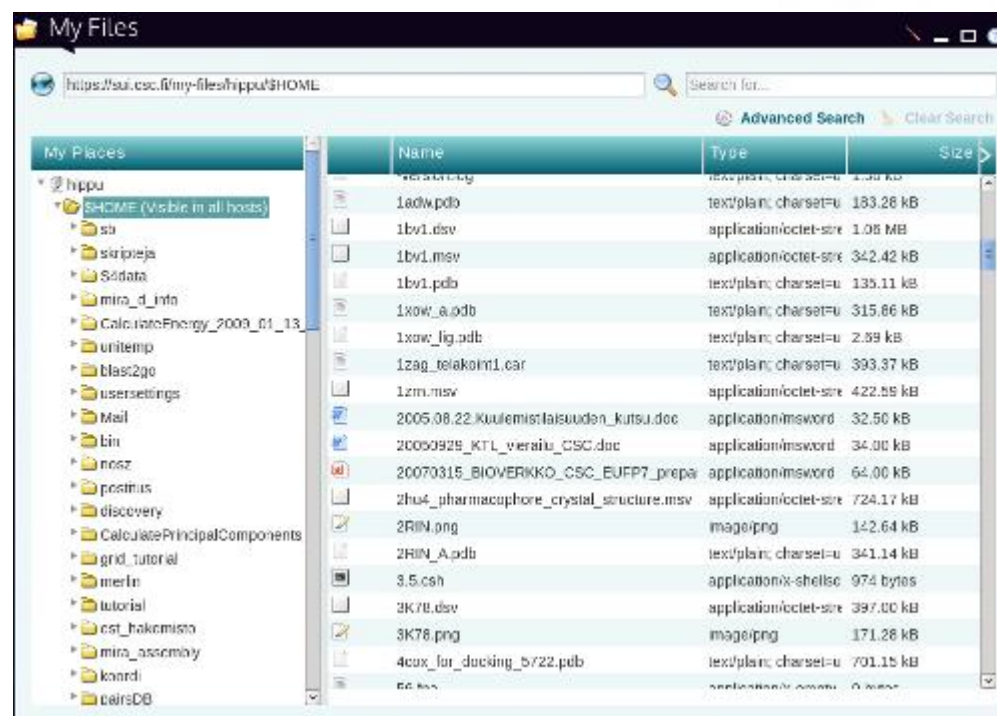 My Files
https://sui.csc.fi/my-files/hippu/$HOME
Search for...
Advanced Search Clear Search
My Places
hippu
$HOME (Visible in all hosts)
sb
skripteja
S4data
mira_d_info
CalculateEnergy_2009_01_13_
unitemp
blast2go
usersettings
Mail
bin
nosz
postitus
discovery
CalculatePrincipalComponents
grid_tutorial
merlin
tutorial
est_hakemisto
mira_assembly
koordi
pairsDB
Name Type Size
1adw.pdb text/plain; charset=u 183.28 kB
1bv1.dsv application/octet-stre 1.06 MB
1bv1.msv application/octet-stre 342.42 kB
1bv1.pdb text/plain; charset=u 135.11 kB
1xow_a.pdb text/plain; charset=u 315.86 kB
1xow_lig.pdb text/plain; charset=u 2.69 kB
1zag_telakoint1.car text/plain; charset=u 393.37 kB
1zm.msv application/octet-stre 422.59 kB
2005.08.22.Kuulemistilaisuuden_kutsu.doc application/msword 32.50 kB
20050929_KTL_vierailu_CSC.doc application/msword 34.00 kB
20070315_BIOVERKKO_CSC_EUFP7_prepa application/msword 64.00 kB
2hu4_pharmacophore_crystal_structure.msv application/octet-stre 724.17 kB
2RIN.png image/png 142.64 kB
2RIN_A.pdb text/plain; charset=u 341.14 kB
3.5.csh application/x-shellsc 974 bytes
3K78.dsv application/octet-stre 397.00 kB
3K78.png image/png 171.28 kB
4cox_for_docking_5722.pdb text/plain; charset=u 701.15 kB